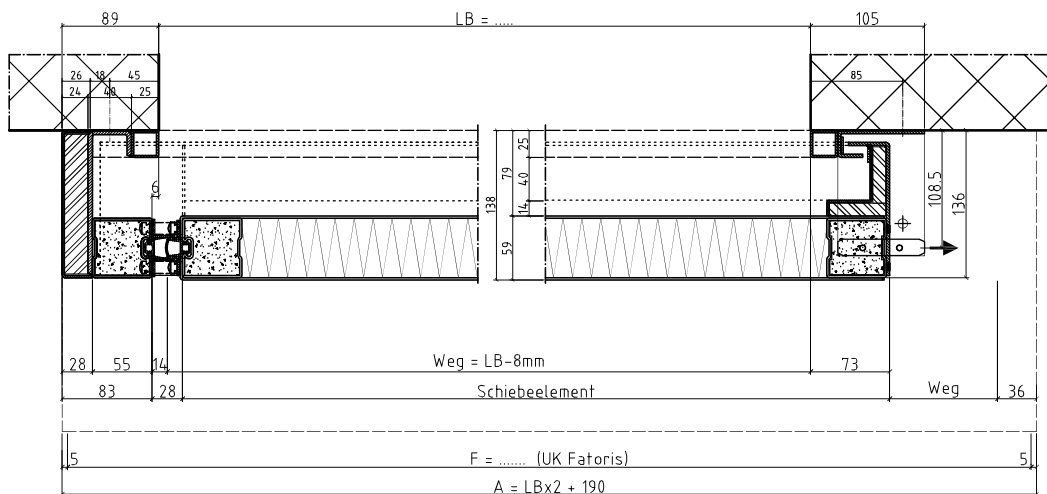 89 LB = ..... 105
26 18 45 85
24 40 25
25
79 40
14
6
138
59
108.5
136
28 55 14 Weg = LB-8mm 73
83 28 Schiebeelement Weg 36
5 F = ....... (UK Fatoris) 5
A = LBx2 + 190